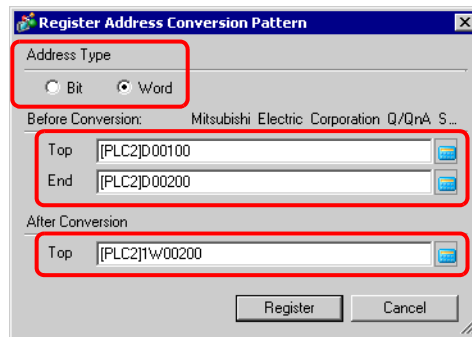 Register Address Conversion Pattern
Address Type
Bit Word
Before Conversion: Mitsubishi Electric Corporation Q/QnA S...
Top [PLC2]D00100
End [PLC2]D00200
After Conversion
Top [PLC2]1W00200
Register Cancel